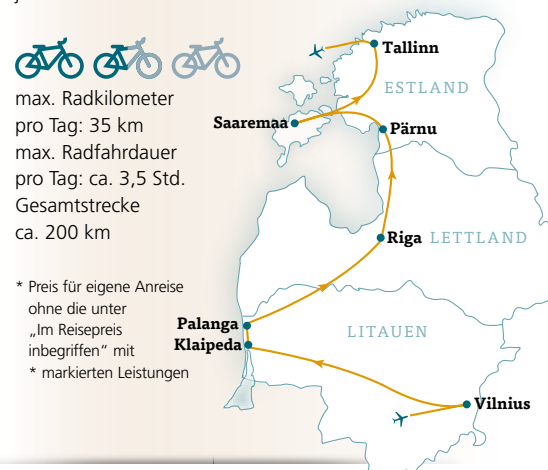 max. Radkilometer
pro Tag: 35 km
max. Radfahrdauer
pro Tag: ca. 3,5 Std.
Gesamtstrecke
ca. 200 km
* Preis für eigene Anreise
ohne die unter
„Im Reisepreis
inbegriffen“ mit
* markierten Leistungen
Tallinn
ESTLAND
Saaremaa
Pärnu
Riga
LETTLAND
Palanga
Klaipeda
LITAUEN
Vilnius